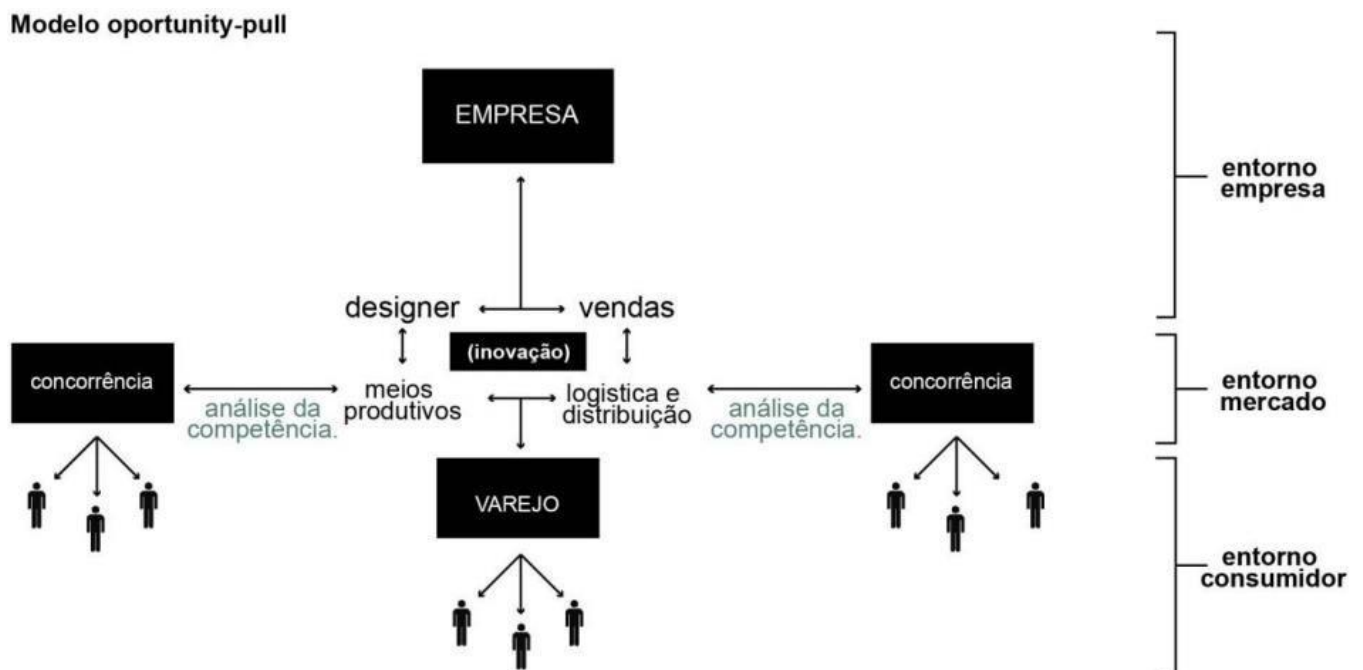 Modelo oportunity-pull
EMPRESA
entorno
empresa
designer
vendas
(inovação)
concorrência
análise da
competência.
meios
produtivos
logistica e
distribuição
análise da
competência.
concorrência
entorno
mercado
VAREJO
entorno
consumidor